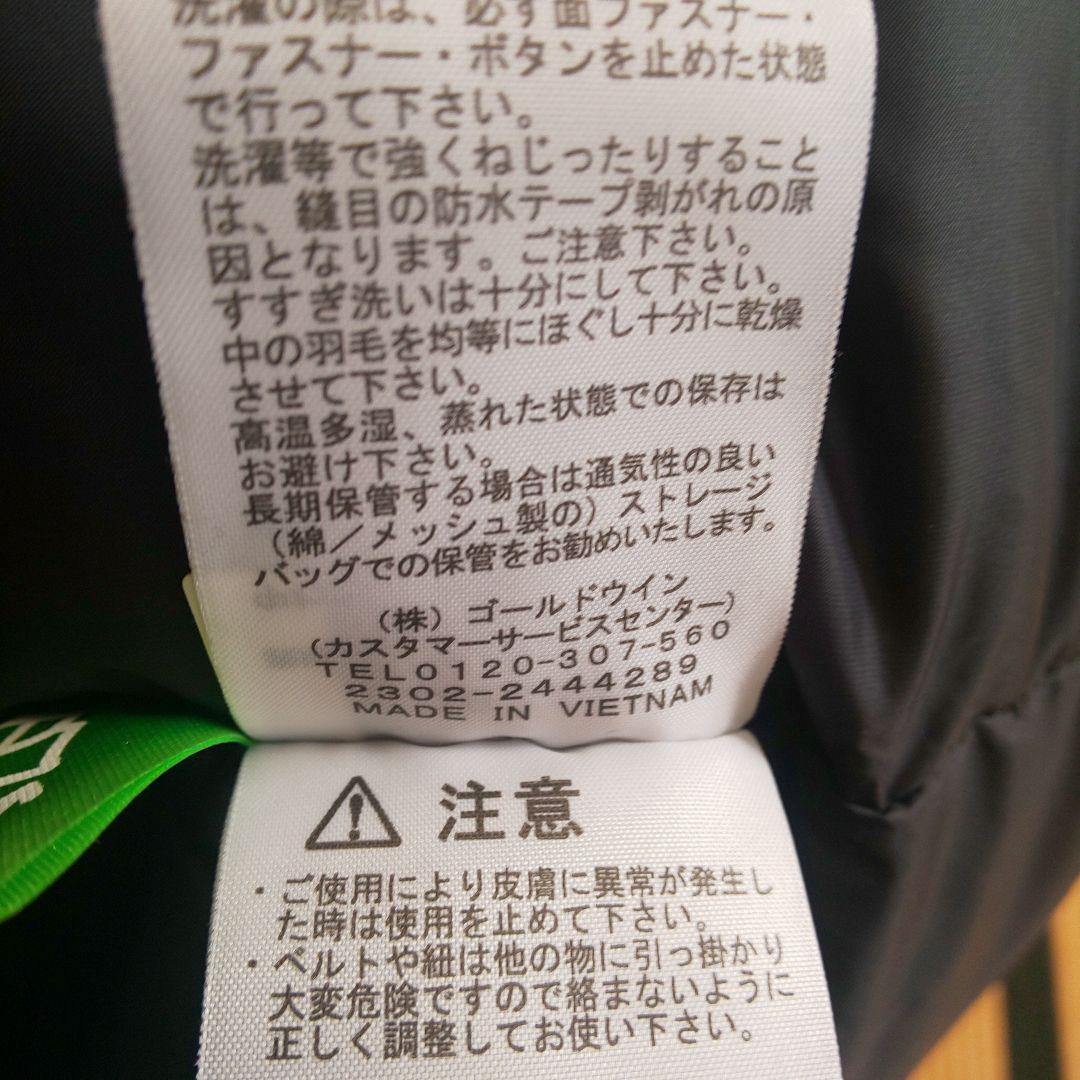 洗濯の際は、必ず面ファスナー・
ファスナー・ボタンを止めた状態
で行って下さい。
洗濯等で強くねじったりすること
は、縫目の防水テープ剥がれの原
因となります。ご注意下さい。
すすぎ洗いは十分にして下さい。
中の羽毛を均等にほぐし十分に乾燥
させて下さい。
高温多湿、蒸れた状態での保存は
お避け下さい。
長期保管する場合は通気性の良い
（綿／メッシュ製の）ストレージ
バッグでの保管をお勧めいたします。
（株）ゴールドウイン
（カスタマーサービスセンター）
TEL0120-307-560
2302-2444289
MADE IN VIETNAM
注意
・ご使用により皮膚に異常が発生し
た時は使用を止めて下さい。
・ベルトや紐は他の物に引っ掛かり
大変危険ですので絡まないように
正しく調整してお使い下さい。